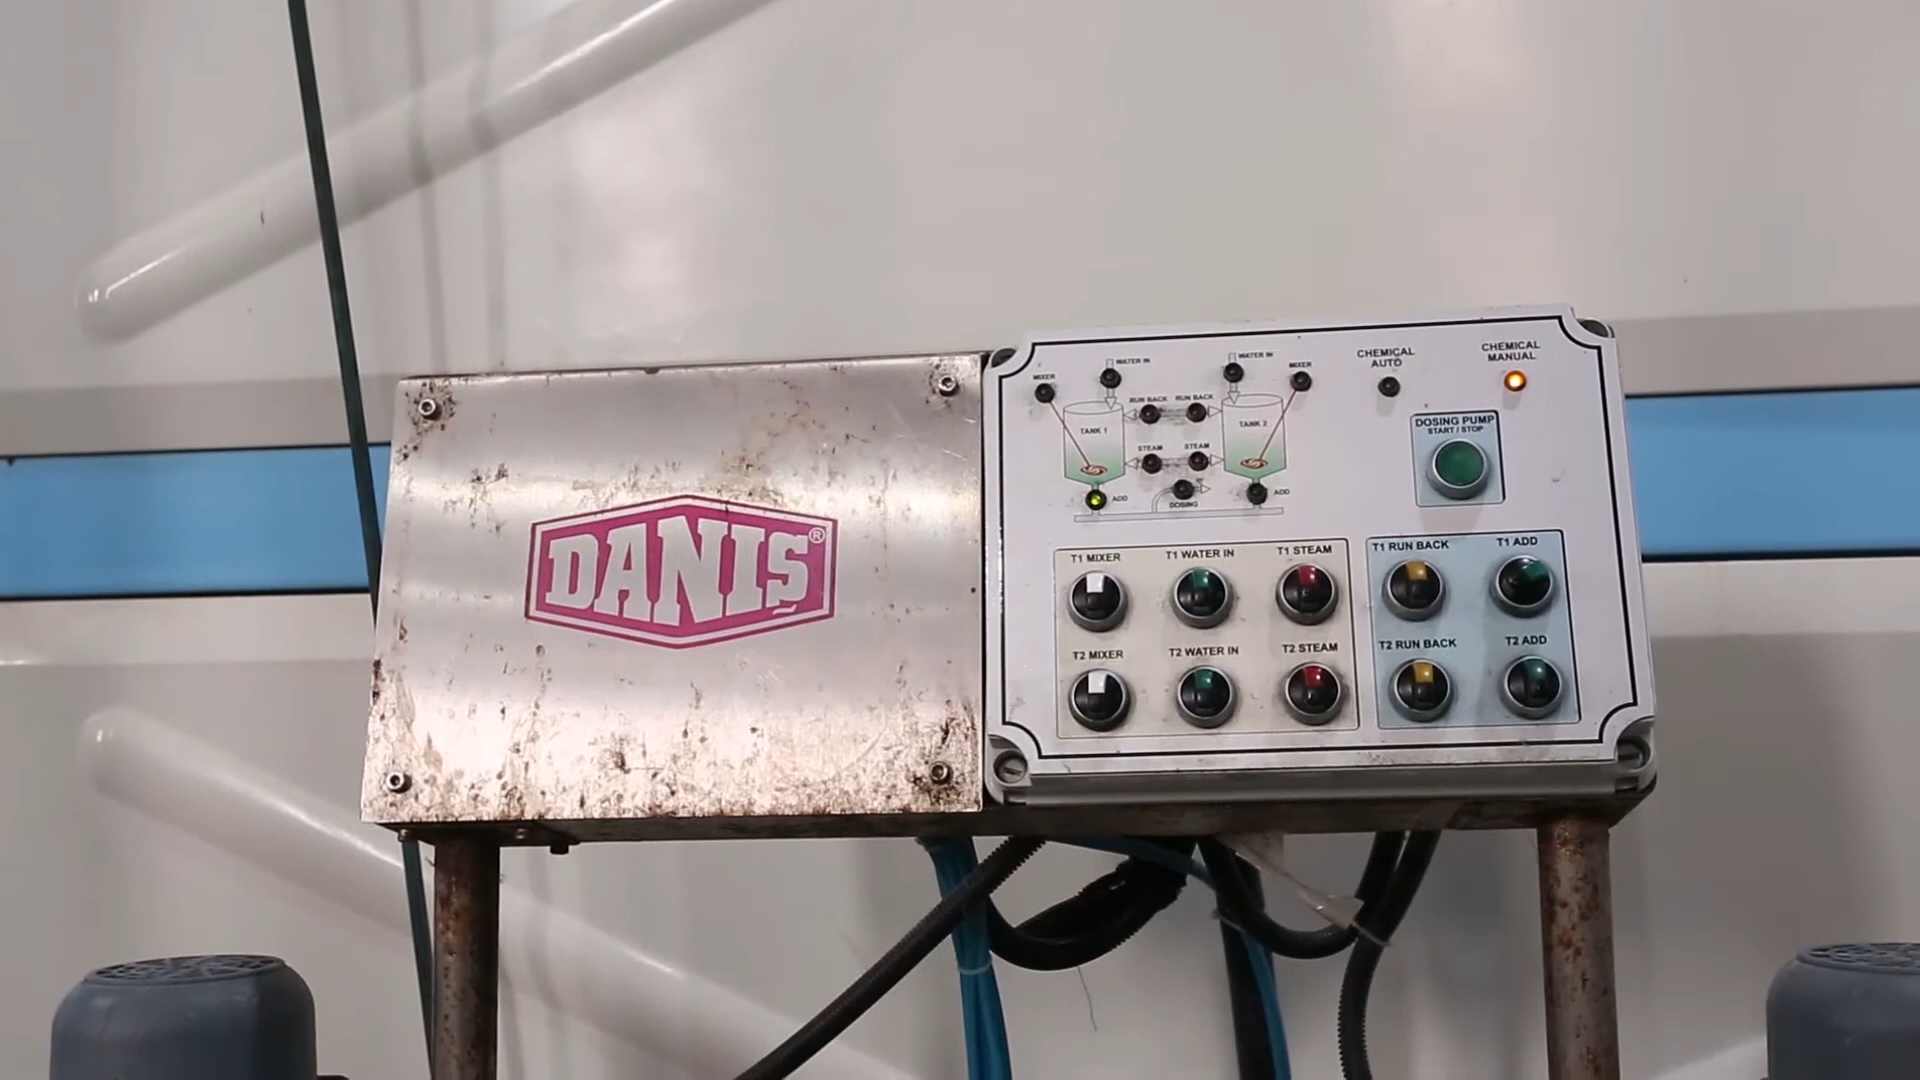 DANIŞ®
WATER IN
WATER IN
MIXER
MIXER
RUN BACK
RUN BACK
TANK 1
TANK 2
STEAM
STEAM
ADD
ADD
DOSING
CHEMICAL
AUTO
CHEMICAL
MANUAL
DOSING PUMP
START / STOP
T1 MIXER
T1 WATER IN
T1 STEAM
T1 RUN BACK
T1 ADD
T2 MIXER
T2 WATER IN
T2 STEAM
T2 RUN BACK
T2 ADD